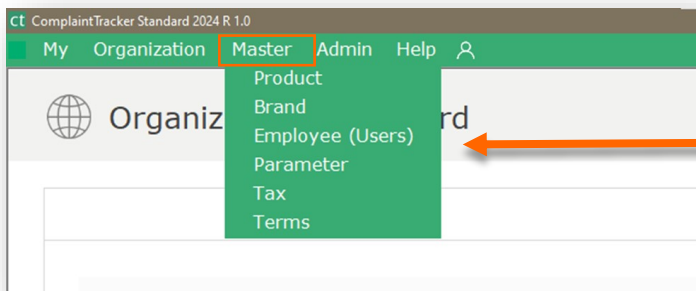 ct ComplaintTracker Standard 2024 R 1.0
My Organization Master Admin Help
Product
Brand
Organiz rd
Employee (Users)
Parameter
Tax
Terms